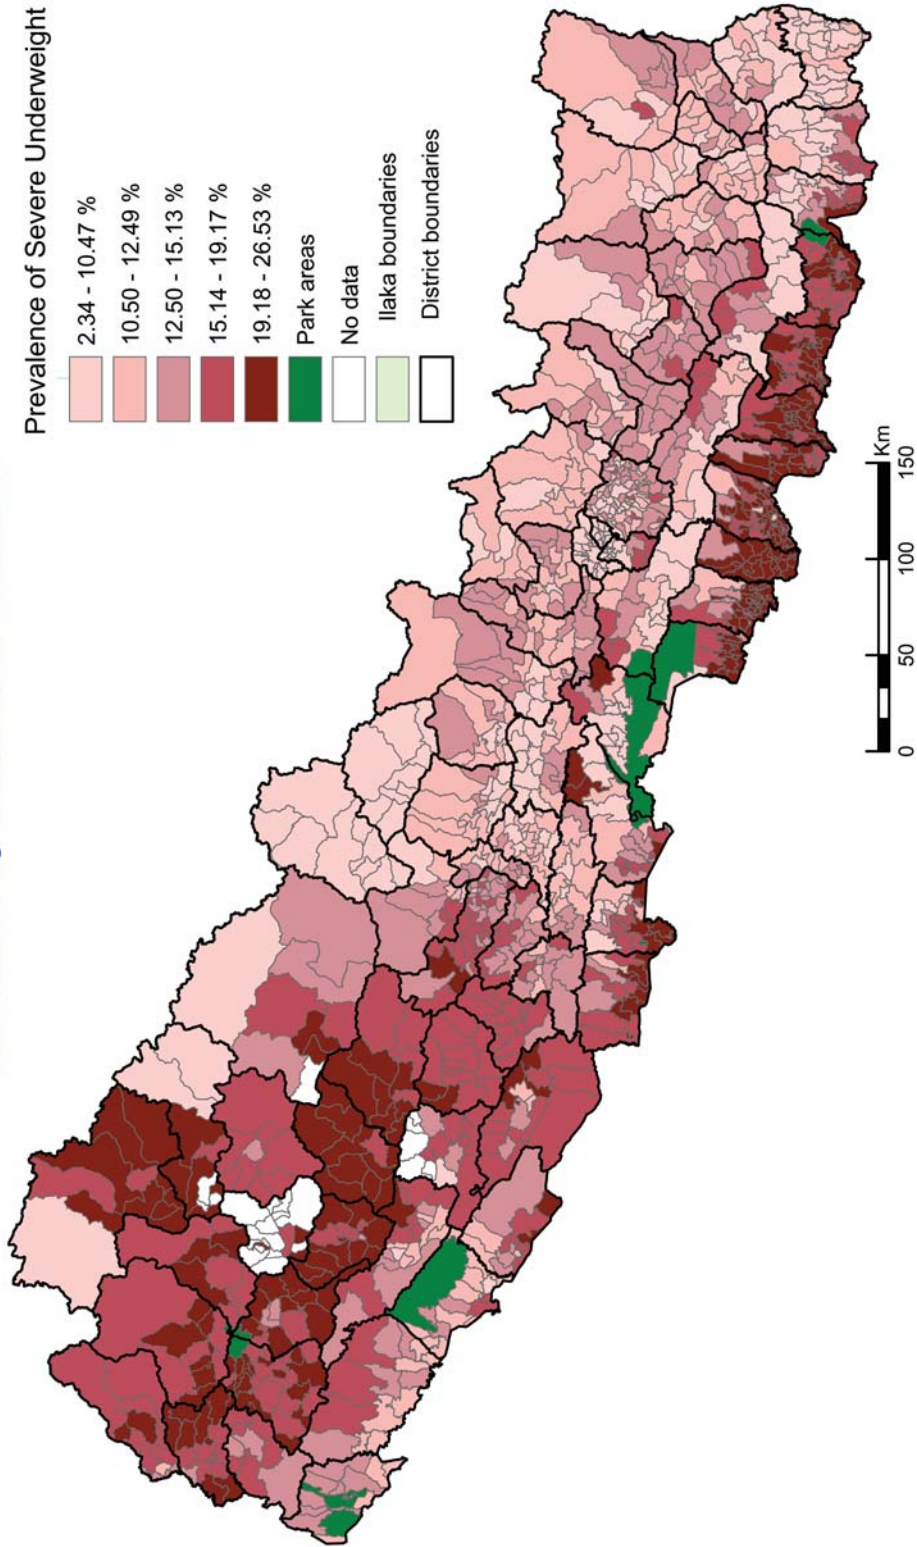 Prevalence of Severe Underweight
2.34 - 10.47 %
10.50 - 12.49 %
12.50 - 15.13 %
15.14 - 19.17 %
19.18 - 26.53 %
Park areas
No data
Ilaka boundaries
District boundaries
0 50 100 150
Km